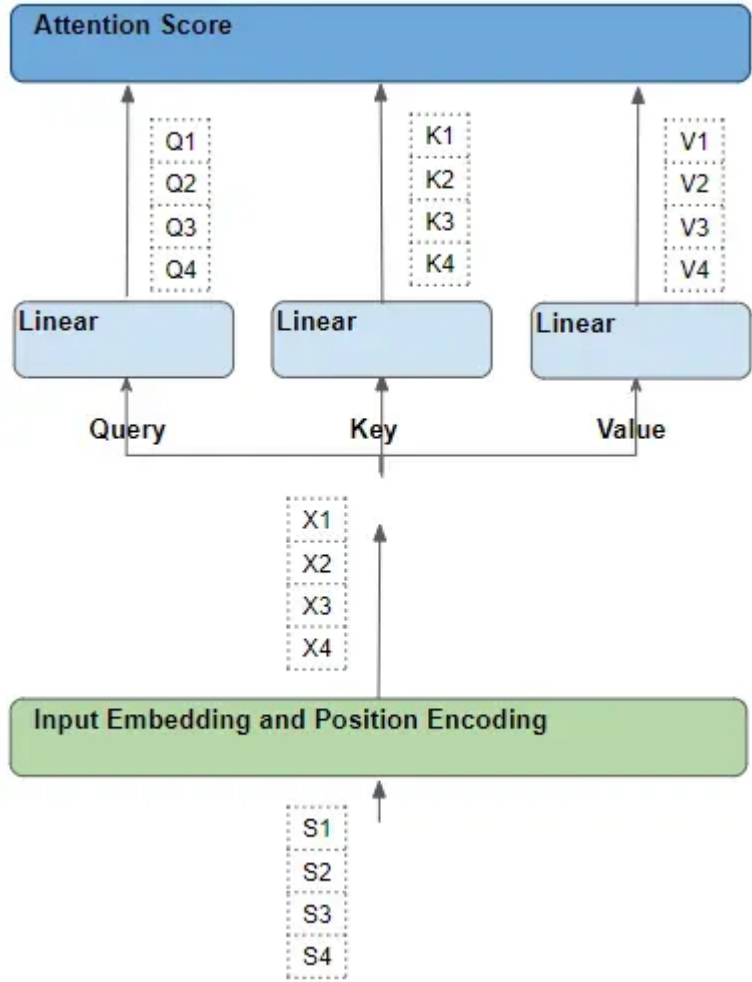 Attention Score
Q1
Q2
Q3
Q4
K1
K2
K3
K4
V1
V2
V3
V4
Linear
Linear
Linear
Query
Key
Value
X1
X2
X3
X4
Input Embedding and Position Encoding
S1
S2
S3
S4